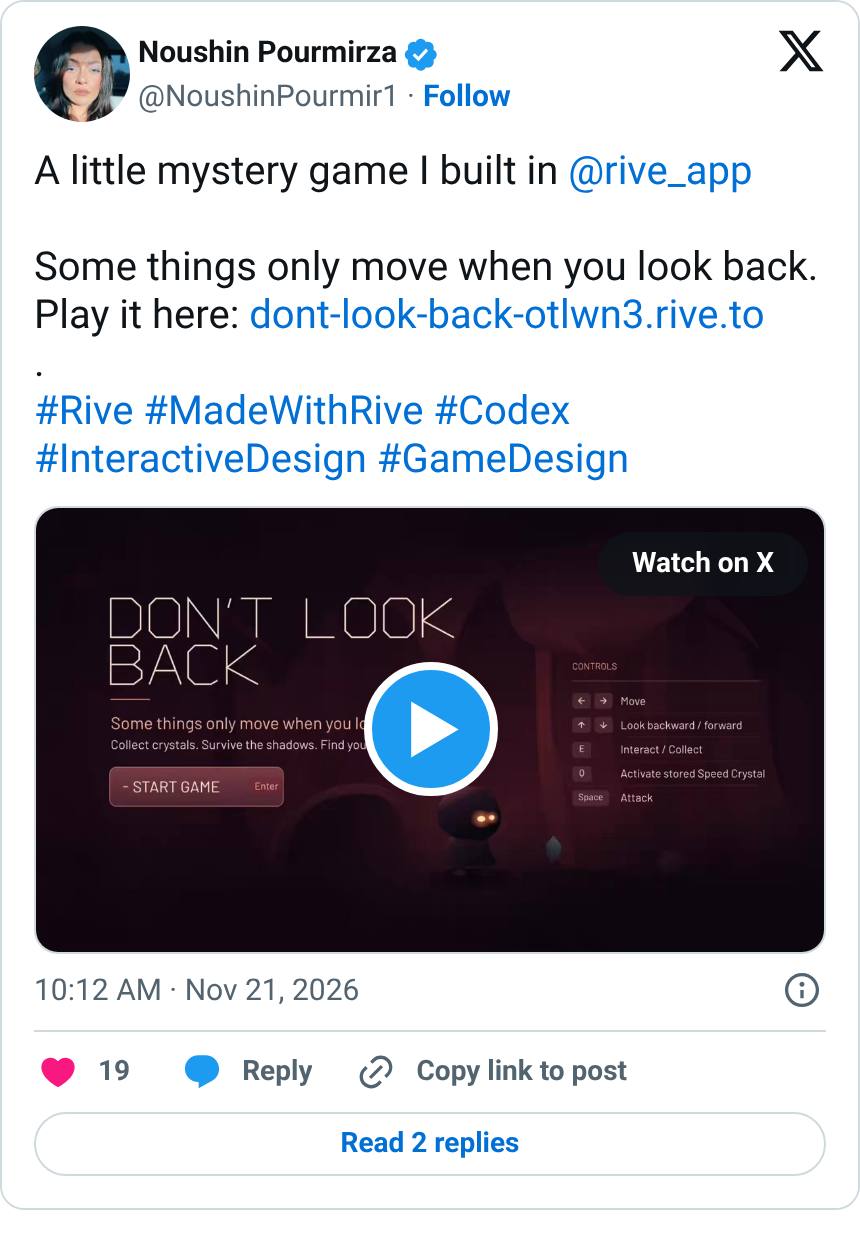 Noushin Pourmirza
@NoushinPourmir1 · Follow
A little mystery game I built in @rive_app
Some things only move when you look back.
Play it here: dont-look-back-otlwn3.rive.to
.
#Rive #MadeWithRive #Codex
#InteractiveDesign #GameDesign
Watch on X
DON'T LOOK
BACK
Some things only move when you
Collect crystals. Survive the shadows. Find
- START GAME Enter
CONTROLS
← → Move
↑ ↓ Look backward / forward
E Interact / Collect
Activate stored Speed Crystal
Space Attack
10:12 AM · Nov 21, 2026
19 Reply Copy link to post
Read 2 replies